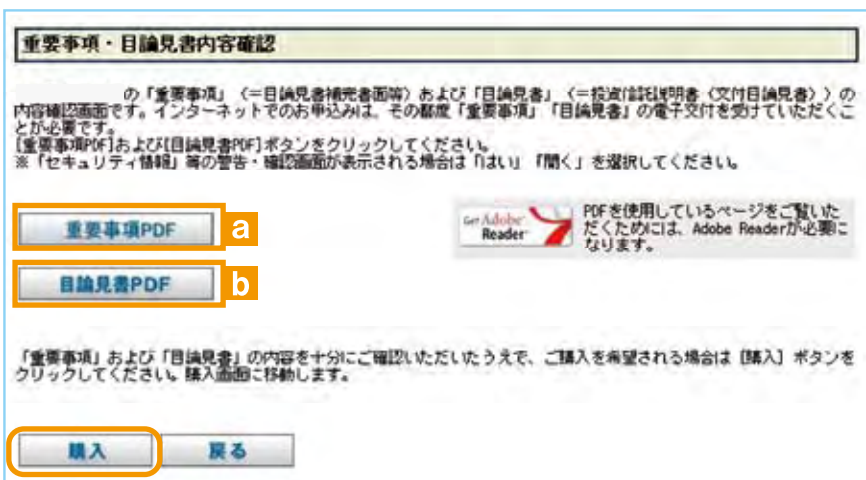 重要事項・目論見書内容確認
の「重要事項」（＝目論見書補完書面等）および「目論見書」（＝投資信託説明書（交付目論見書））の
内容確認画面です。インターネットでのお申込みは、その都度「重要事項」「目論見書」の電子交付を受けていただくこ
とが必要です。
[重要事項PDF]および[目論見書PDF]ボタンをクリックしてください。
※「セキュリティ情報」等の警告・確認画面が表示される場合は「はい」「開く」を選択してください。
重要事項PDF
a
Get Adobe
Reader
PDFを使用しているページをご覧いた
だくためには、Adobe Readerが必要に
なります。
目論見書PDF
b
「重要事項」および「目論見書」の内容を十分にご確認いただいたうえで、ご購入を希望される場合は [購入] ボタンを
クリックしてください。購入画面に移動します。
購入
戻る